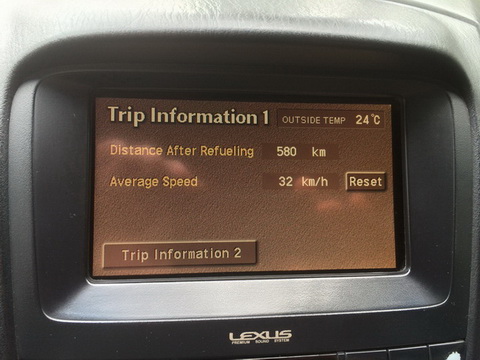 Trip Information 1
OUTSIDE TEMP 24°C
Distance After Refueling 580 km
Average Speed 32 km/h Reset
Trip Information 2
LEXUS
PREMIUM SOUND SYSTEM